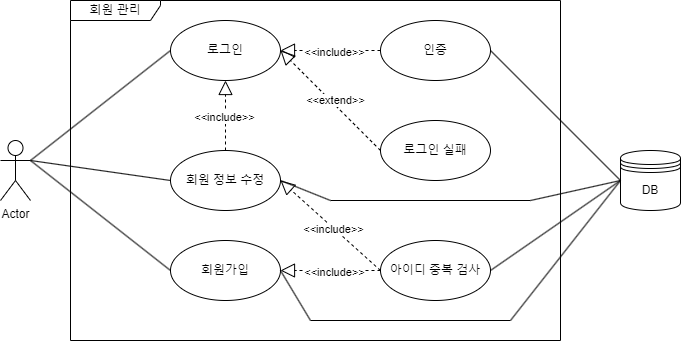 회원 관리
로그인
<<include>>
인증
<<extend>>
<<include>>
로그인 실패
회원 정보 수정
DB
Actor
<<include>>
회원가입
<<include>>
아이디 중복 검사